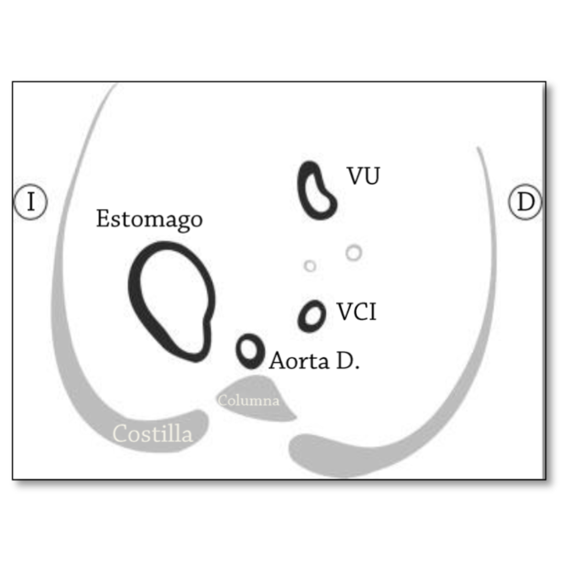 VU
I
D
Estomago
VCI
Aorta D.
Columna
Costilla